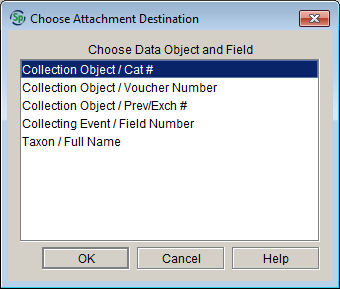 Sp
Choose Attachment Destination
Choose Data Object and Field
Collection Object / Cat #
Collection Object / Voucher Number
Collection Object / Prev/Exch #
Collecting Event / Field Number
Taxon / Full Name
OK
Cancel
Help